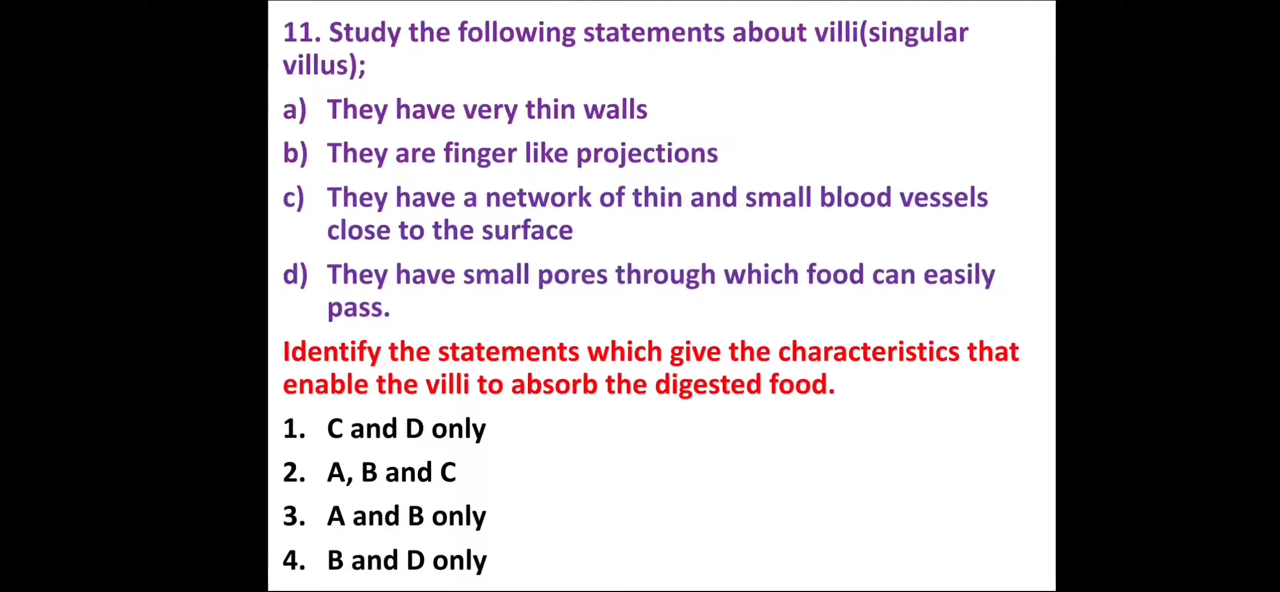 11. Study the following statements about villi(singular
villus);
a) They have very thin walls
b) They are finger like projections
c) They have a network of thin and small blood vessels
close to the surface
d) They have small pores through which food can easily
pass.
Identify the statements which give the characteristics that
enable the villi to absorb the digested food.
1. C and D only
2. A, B and C
3. A and B only
4. B and D only